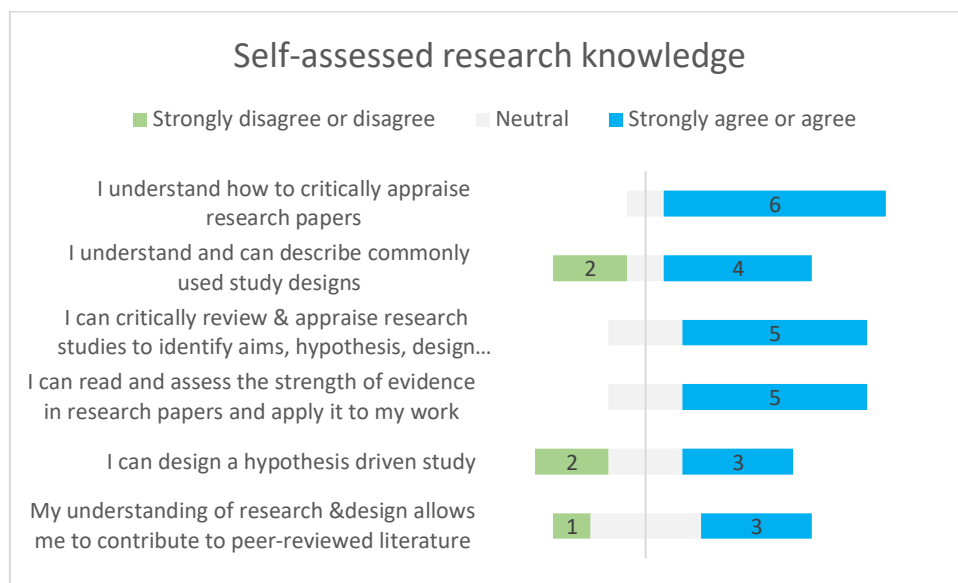 Self-assessed research knowledge
Strongly disagree or disagree Neutral Strongly agree or agree
I understand how to critically appraise
research papers
6
I understand and can describe commonly
used study designs
2 4
I can critically review & appraise research
studies to identify aims, hypothesis, design...
5
I can read and assess the strength of evidence
in research papers and apply it to my work
5
I can design a hypothesis driven study
2 3
My understanding of research &design allows
me to contribute to peer-reviewed literature
1 3